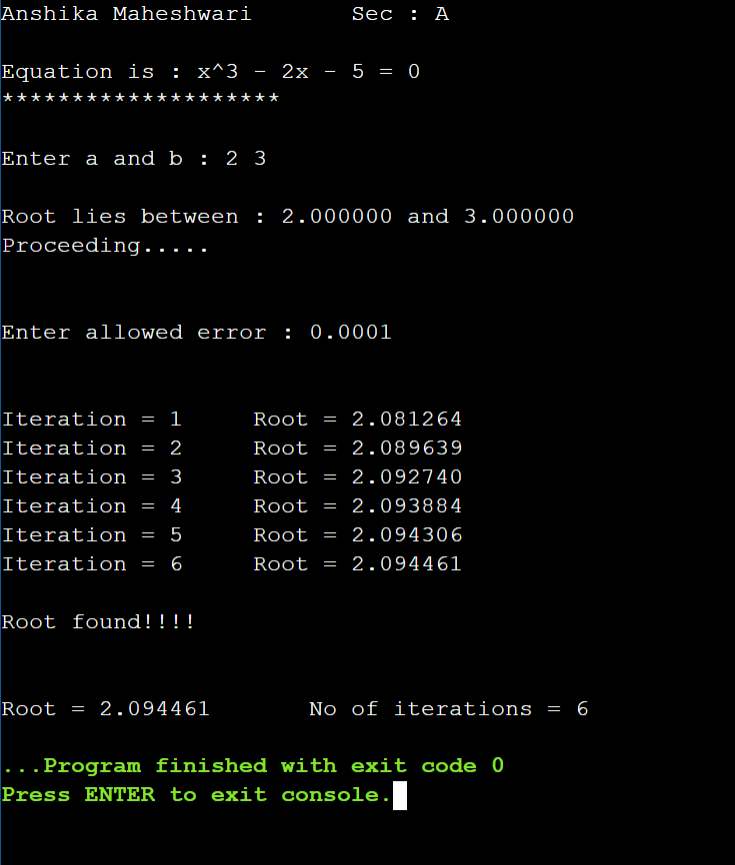 Anshika Maheshwari Sec : A
Equation is : x^3 - 2x - 5 = 0
********************
Enter a and b : 2 3
Root lies between : 2.000000 and 3.000000
Proceeding.....
Enter allowed error : 0.0001
Iteration = 1 Root = 2.081264
Iteration = 2 Root = 2.089639
Iteration = 3 Root = 2.092740
Iteration = 4 Root = 2.093884
Iteration = 5 Root = 2.094306
Iteration = 6 Root = 2.094461
Root found!!!!
Root = 2.094461 No of iterations = 6
...Program finished with exit code 0
Press ENTER to exit console.